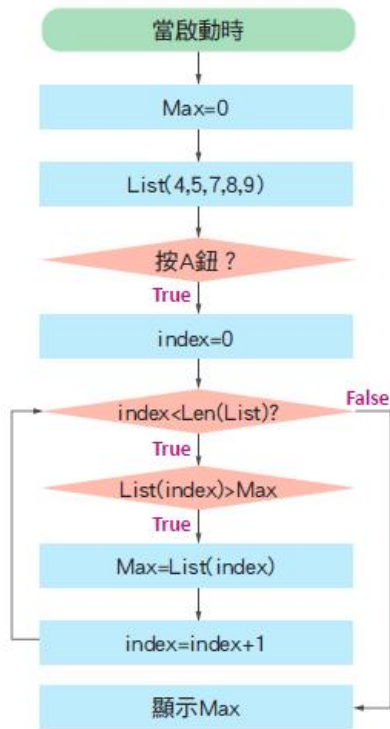 當啟動時
Max=0
List(4,5,7,8,9)
按A鈕？
True
index=0
index<Len(List)?
False
True
List(index)>Max
True
Max=List(index)
index=index+1
顯示Max